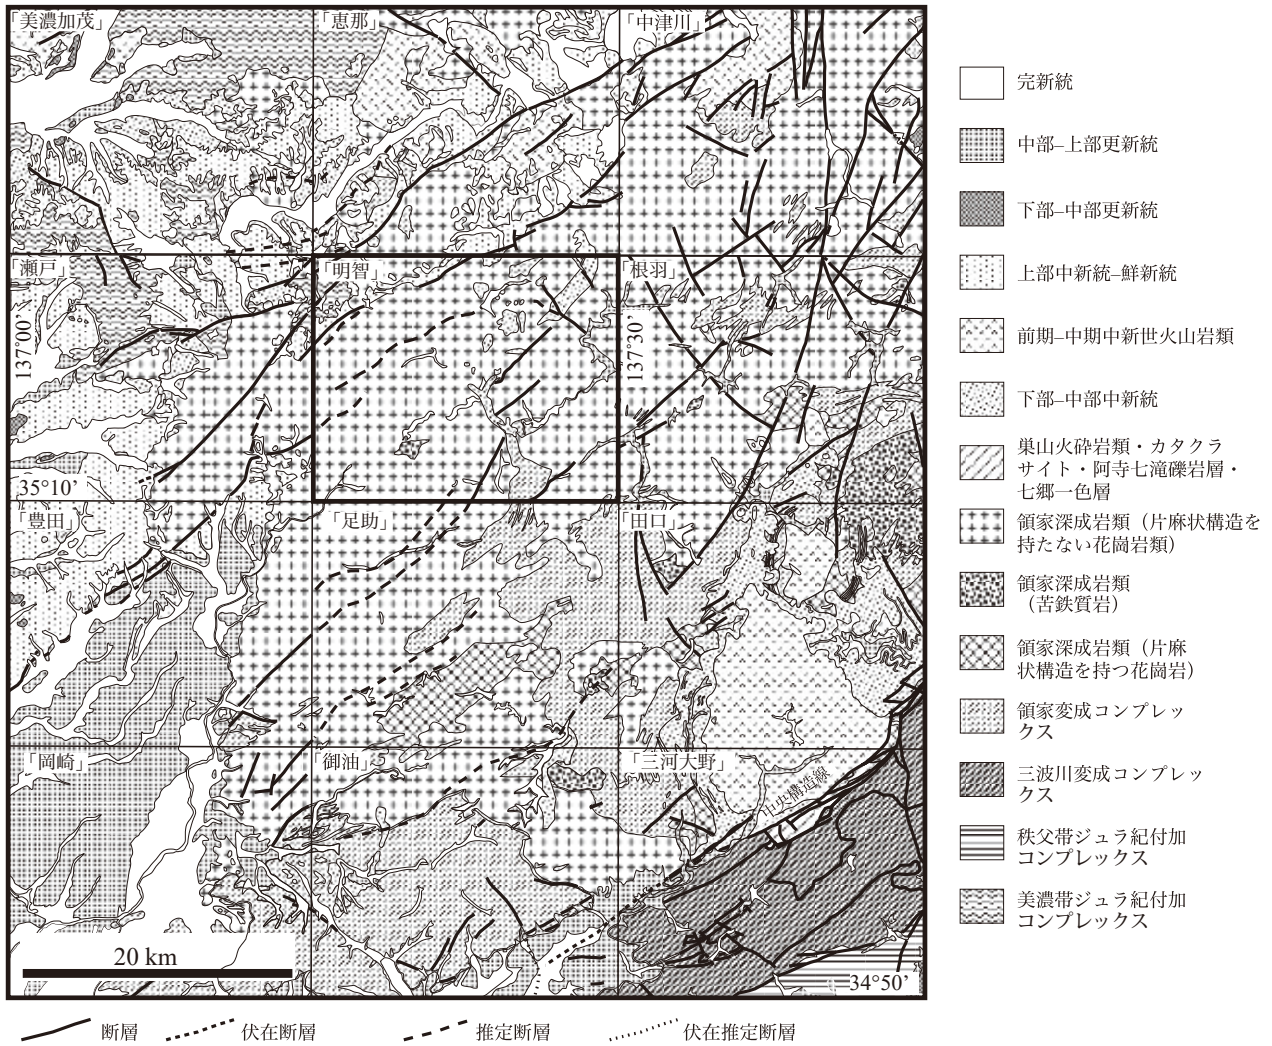 「美濃加茂」
「恵那」
「中津川」
「瀬戸」
「明智」
「根羽」
137°00’
137°30’
35°10’
「豊田」
「足助」
「田口」
「岡崎」
「御油」
「三河大野」
中央構造線
20 km
34°50’
完新統
中部–上部更新統
下部–中部更新統
上部中新統–鮮新統
前期–中期中新世火山岩類
下部–中部中新統
巣山火砕岩類・カタクラ
サイト・阿寺七滝礫岩層・
七郷一色層
領家深成岩類（片麻状構造を
持たない花崗岩類）
領家深成岩類
（苦鉄質岩）
領家深成岩類（片麻
状構造を持つ花崗岩）
領家変成コンプレッ
クス
三波川変成コンプレッ
クス
秩父帯ジュラ紀付加
コンプレックス
美濃帯ジュラ紀付加
コンプレックス
断層
伏在断層
推定断層
伏在推定断層